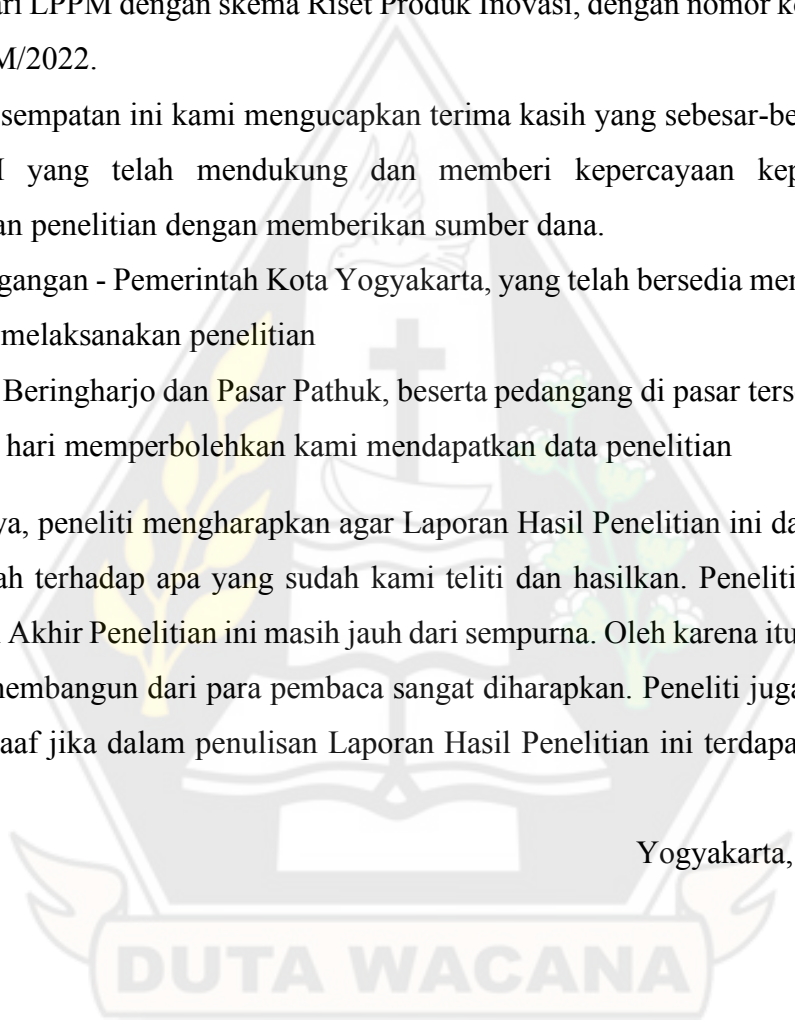 ari LPPM dengan skema Riset Produk Inovasi, dengan nomor ko
M/2022.
sempatan ini kami mengucapkan terima kasih yang sebesar-be
yang telah mendukung dan memberi kepercayaan kep
an penelitian dengan memberikan sumber dana.
gangan - Pemerintah Kota Yogyakarta, yang telah bersedia mem
melaksanakan penelitian
Beringharjo dan Pasar Pathuk, beserta pedangang di pasar ters
hari memperbolehkan kami mendapatkan data penelitian
ya, peneliti mengharapkan agar Laporan Hasil Penelitian ini da
ah terhadap apa yang sudah kami teliti dan hasilkan. Peneliti
Akhir Penelitian ini masih jauh dari sempurna. Oleh karena itu
membangun dari para pembaca sangat diharapkan. Peneliti juga
aaf jika dalam penulisan Laporan Hasil Penelitian ini terdapa
Yogyakarta,
DUTA WACANA